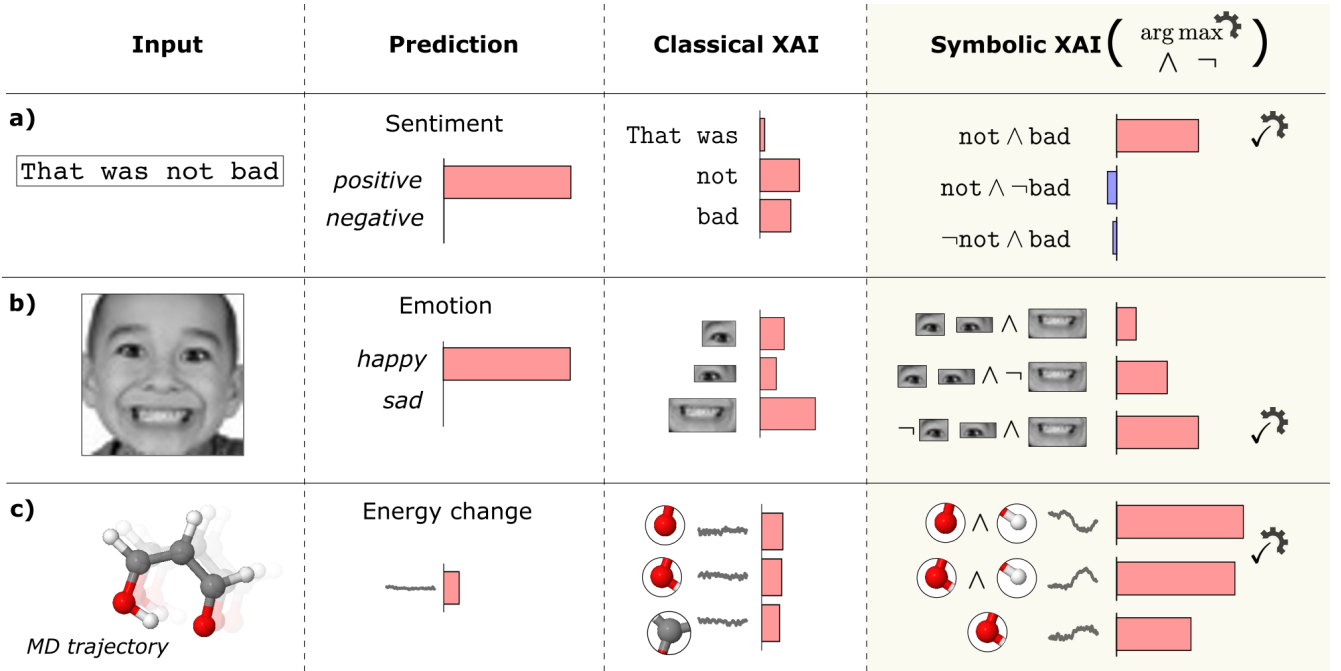 Input
Prediction
Classical XAI
Symbolic XAI ( arg max ∧ ¬ )
a)
That was not bad
Sentiment
positive
negative
That was
not
bad
not ∧ bad
✓
not ∧ ¬bad
¬not ∧ bad
b)
Emotion
happy
sad
∧
∧ ¬
¬ ∧
✓
c)
MD trajectory
Energy change
∧
✓
∧